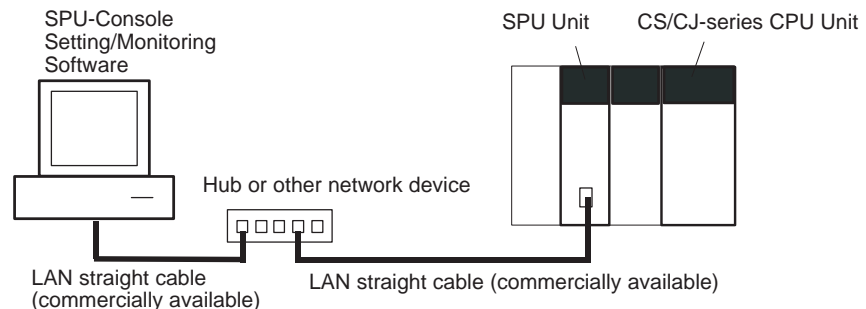 SPU-Console
Setting/Monitoring
Software
SPU Unit
CS/CJ-series CPU Unit
Hub or other network device
LAN straight cable
(commercially available)
LAN straight cable (commercially available)